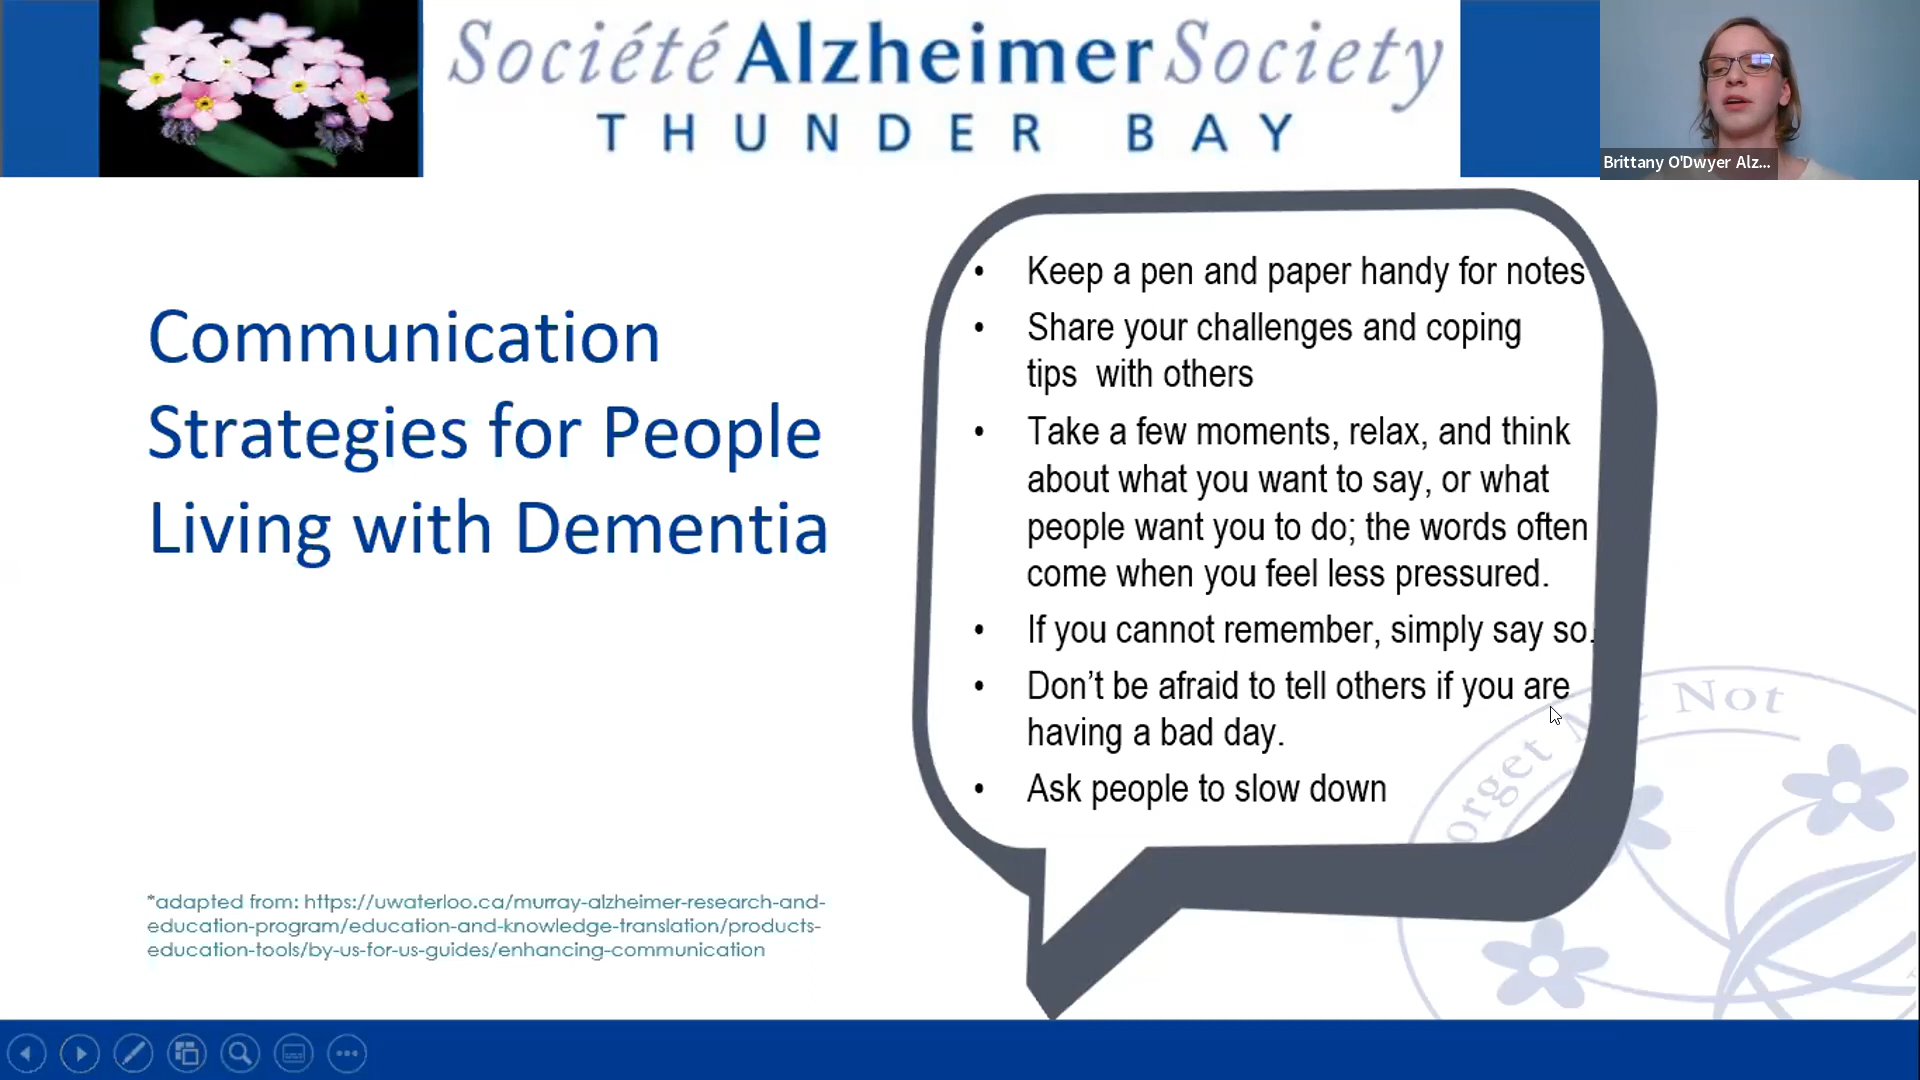 Société Alzheimer Society
THUNDER BAY
Brittany O'Dwyer Alz...
Communication
Strategies for People
Living with Dementia
• Keep a pen and paper handy for notes
• Share your challenges and coping
tips  with others
• Take a few moments, relax, and think
about what you want to say, or what
people want you to do; the words often
come when you feel less pressured.
• If you cannot remember, simply say so.
• Don’t be afraid to tell others if you are
having a bad day.
• Ask people to slow down
*adapted from: https://uwaterloo.ca/murray-alzheimer-research-and-
education-program/education-and-knowledge-translation/products-
education-tools/by-us-for-us-guides/enhancing-communication
Not